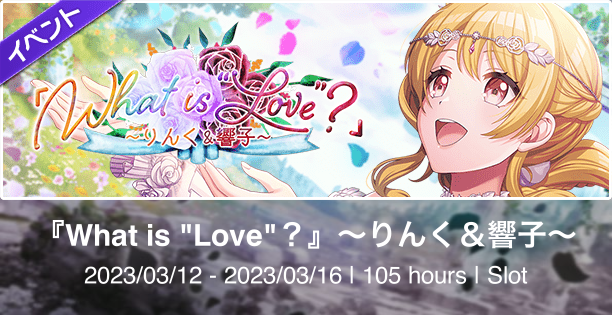 イベント
「What is "Love"?」
～りんく＆響子～
『What is "Love"？』～りんく＆響子～
2023/03/12 - 2023/03/16 | 105 hours | Slot